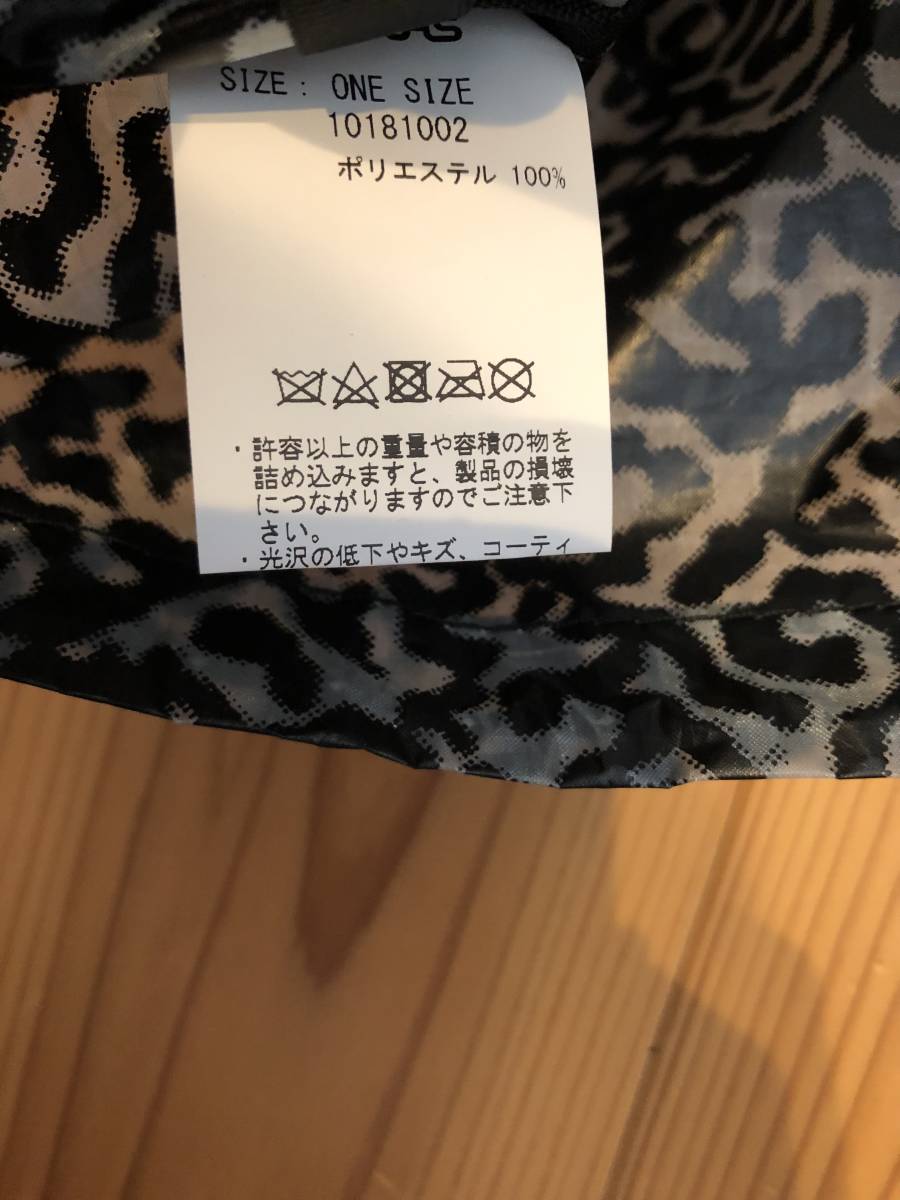 SIZE : ONE SIZE
10181002
ポリエステル 100%
・許容以上の重量や容積の物を
詰め込みますと、製品の損壊
につながりますのでご注意下
さい。
・光沢の低下やキズ、コーティ